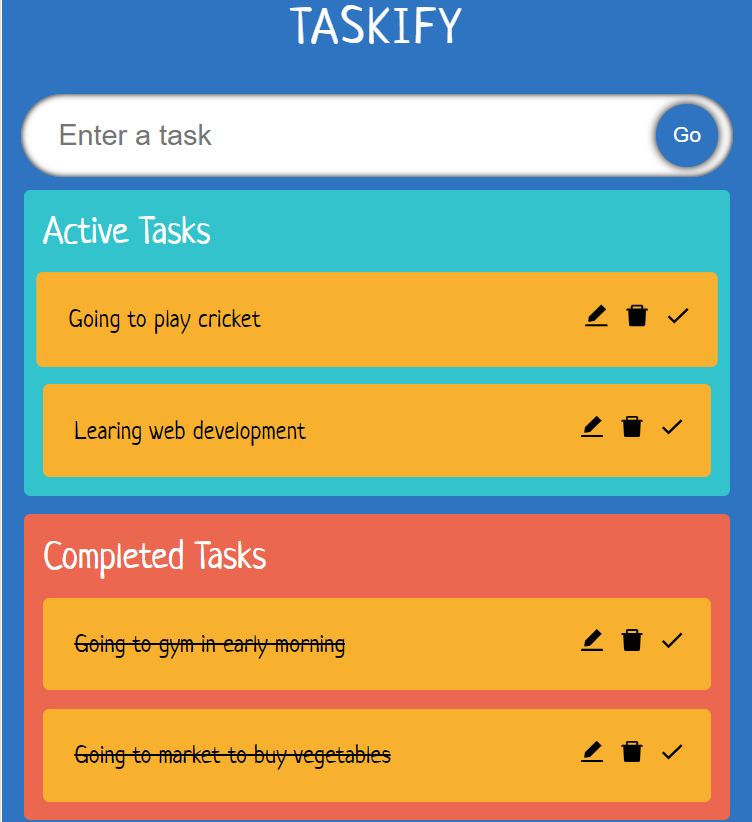 TASKIFY
Enter a task
Go
Active Tasks
Going to play cricket
Learing web development
Completed Tasks
Going to gym in early morning
Going to market to buy vegetables